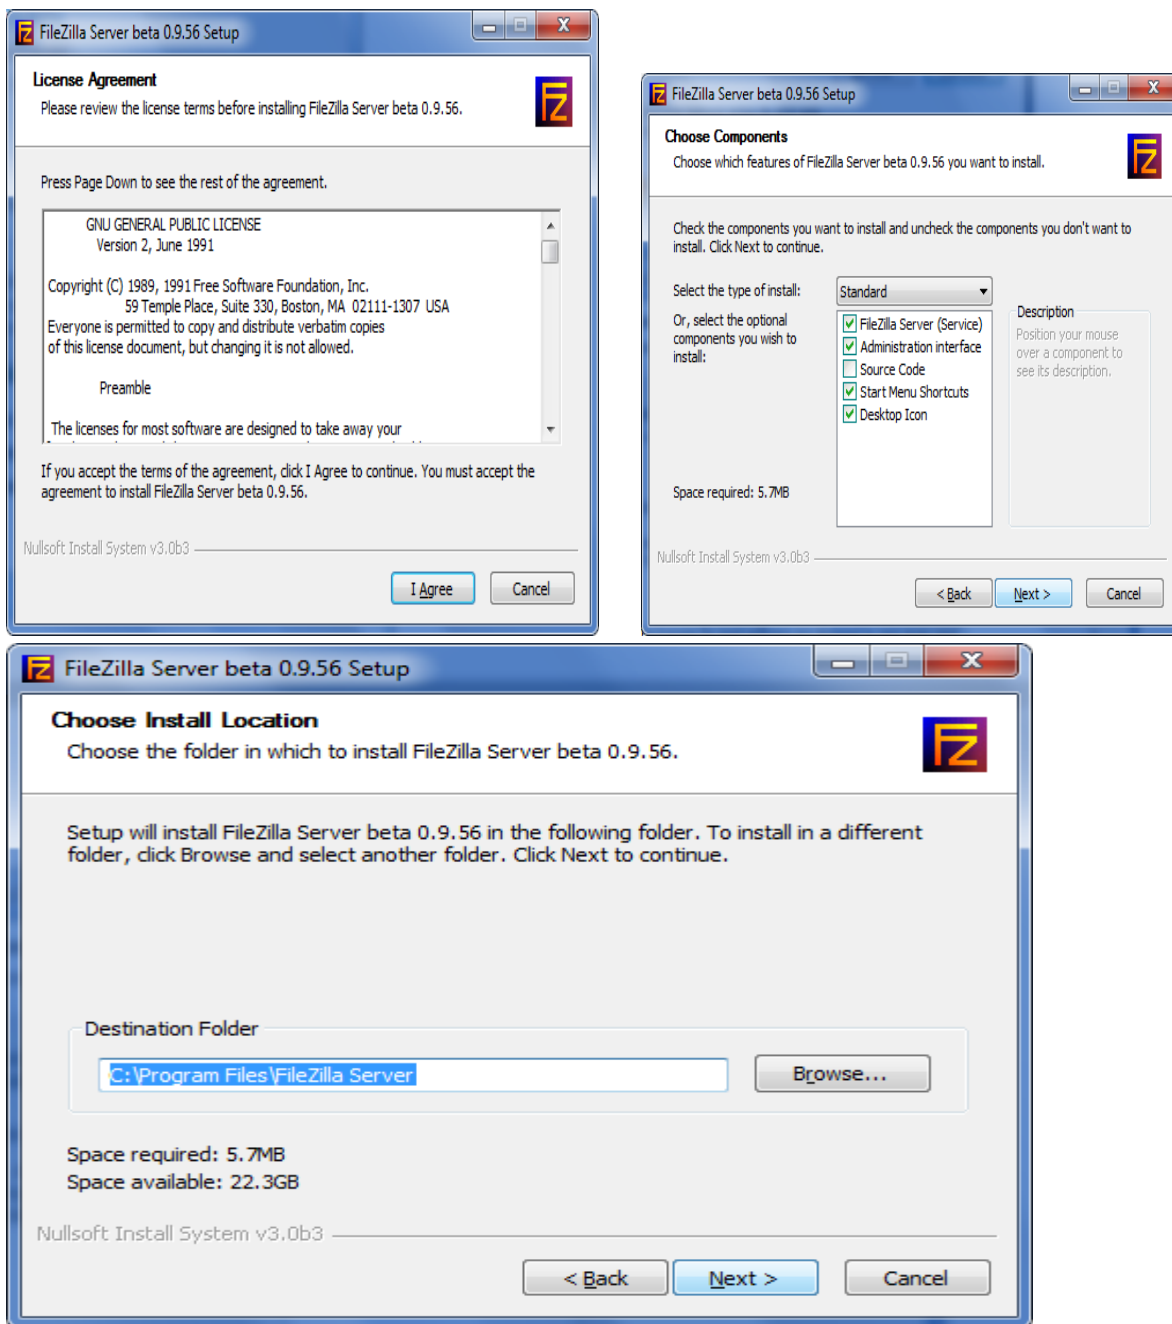 FileZilla Server beta 0.9.56 Setup
License Agreement
Please review the license terms before installing FileZilla Server beta 0.9.56.
Press Page Down to see the rest of the agreement.
GNU GENERAL PUBLIC LICENSE
Version 2, June 1991
Copyright (C) 1989, 1991 Free Software Foundation, Inc.
59 Temple Place, Suite 330, Boston, MA 02111-1307 USA
Everyone is permitted to copy and distribute verbatim copies
of this license document, but changing it is not allowed.
Preamble
The licenses for most software are designed to take away your
If you accept the terms of the agreement, click I Agree to continue. You must accept the
agreement to install FileZilla Server beta 0.9.56.
Nullsoft Install System v3.0b3
I Agree
Cancel
FileZilla Server beta 0.9.56 Setup
Choose Components
Choose which features of FileZilla Server beta 0.9.56 you want to install.
Check the components you want to install and uncheck the components you don't want to
install. Click Next to continue.
Select the type of install:
Standard
Or, select the optional
components you wish to
install:
FileZilla Server (Service)
Administration interface
Source Code
Start Menu Shortcuts
Desktop Icon
Description
Position your mouse
over a component to
see its description.
Space required: 5.7MB
Nullsoft Install System v3.0b3
< Back
Next >
Cancel
FileZilla Server beta 0.9.56 Setup
Choose Install Location
Choose the folder in which to install FileZilla Server beta 0.9.56.
Setup will install FileZilla Server beta 0.9.56 in the following folder. To install in a different
folder, click Browse and select another folder. Click Next to continue.
Destination Folder
C:\Program Files\FileZilla Server
Browse...
Space required: 5.7MB
Space available: 22.3GB
Nullsoft Install System v3.0b3
< Back
Next >
Cancel